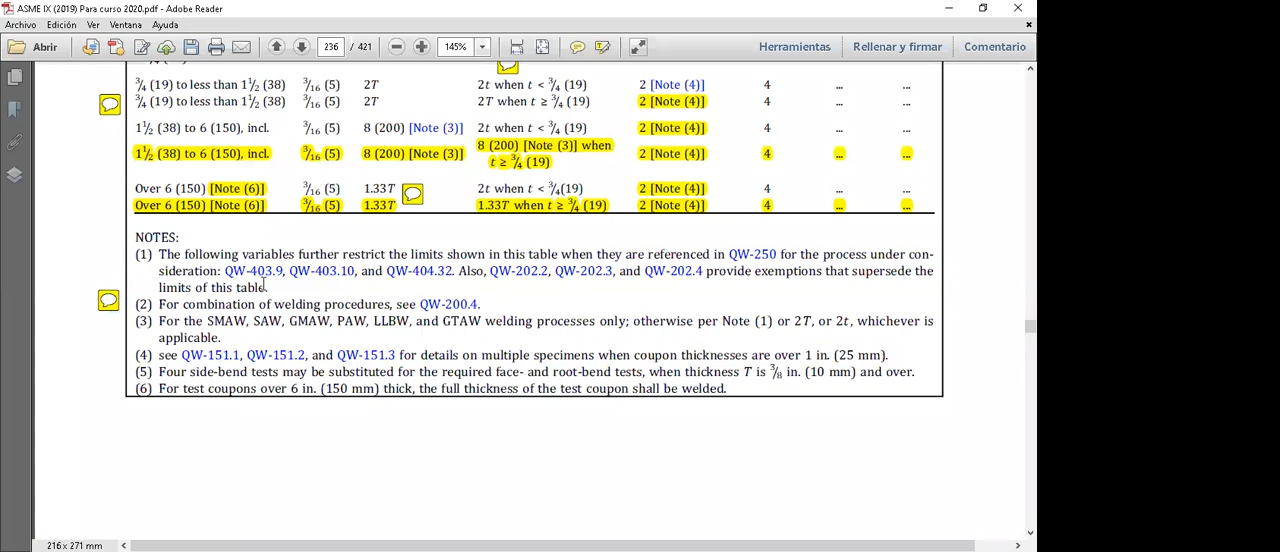 ASME IX (2019) Para curso 2020.pdf - Adobe Reader
Archivo Edición Ver Ventana Ayuda
Abrir 236 / 421 145% Herramientas Rellenar y firmar Comentario
3/4 (19) to less than 1 1/2 (38) 3/16 (5) 2T 2t when t < 3/4 (19) 2 [Note (4)] 4 ... ...
3/4 (19) to less than 1 1/2 (38) 3/16 (5) 2T 2T when t ≥ 3/4 (19) 2 [Note (4)] 4 ... ...
1 1/2 (38) to 6 (150), incl. 3/16 (5) 8 (200) [Note (3)] 2t when t < 3/4 (19) 2 [Note (4)] 4 ... ...
1 1/2 (38) to 6 (150), incl. 3/16 (5) 8 (200) [Note (3)] 8 (200) [Note (3)] when 2 [Note (4)] 4 ... ...
t ≥ 3/4 (19)
Over 6 (150) [Note (6)] 3/16 (5) 1.33T 2t when t < 3/4 (19) 2 [Note (4)] 4 ... ...
Over 6 (150) [Note (6)] 3/16 (5) 1.33T 1.33T when t ≥ 3/4 (19) 2 [Note (4)] 4 ... ...
NOTES:
(1) The following variables further restrict the limits shown in this table when they are referenced in QW-250 for the process under con-
sideration: QW-403.9, QW-403.10, and QW-404.32. Also, QW-202.2, QW-202.3, and QW-202.4 provide exemptions that supersede the
limits of this table.
(2) For combination of welding procedures, see QW-200.4.
(3) For the SMAW, SAW, GMAW, PAW, LLBW, and GTAW welding processes only; otherwise per Note (1) or 2T, or 2t, whichever is
applicable.
(4) see QW-151.1, QW-151.2, and QW-151.3 for details on multiple specimens when coupon thicknesses are over 1 in. (25 mm).
(5) Four side-bend tests may be substituted for the required face- and root-bend tests, when thickness T is 3/8 in. (10 mm) and over.
(6) For test coupons over 6 in. (150 mm) thick, the full thickness of the test coupon shall be welded.
216 x 271 mm